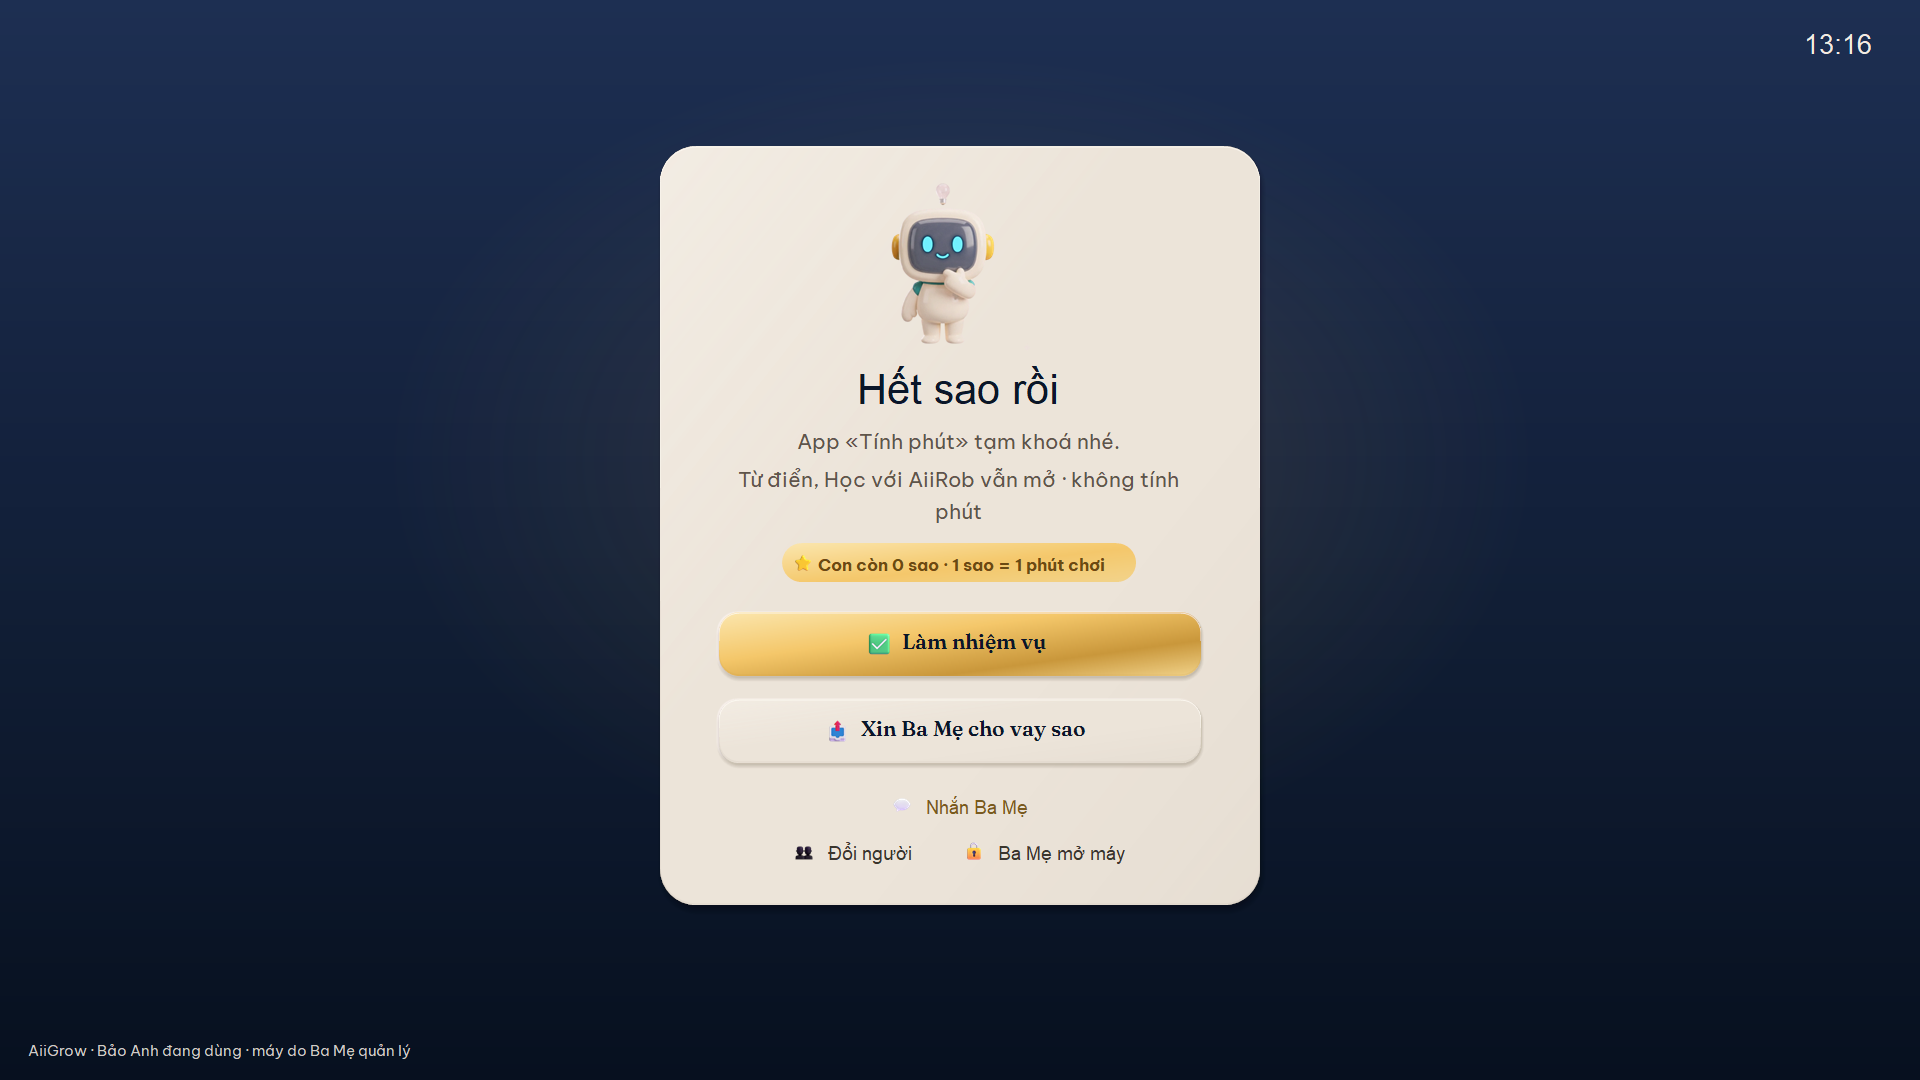 13:16
Hết sao rồi
App «Tính phút» tạm khoá nhé.
Từ điển, Học với AiiRob vẫn mở · không tính
phút
Con còn 0 sao · 1 sao = 1 phút chơi
Làm nhiệm vụ
Xin Ba Mẹ cho vay sao
Nhắn Ba Mẹ
Đổi người
Ba Mẹ mở máy
AiiGrow · Bảo Anh đang dùng · máy do Ba Mẹ quản lý